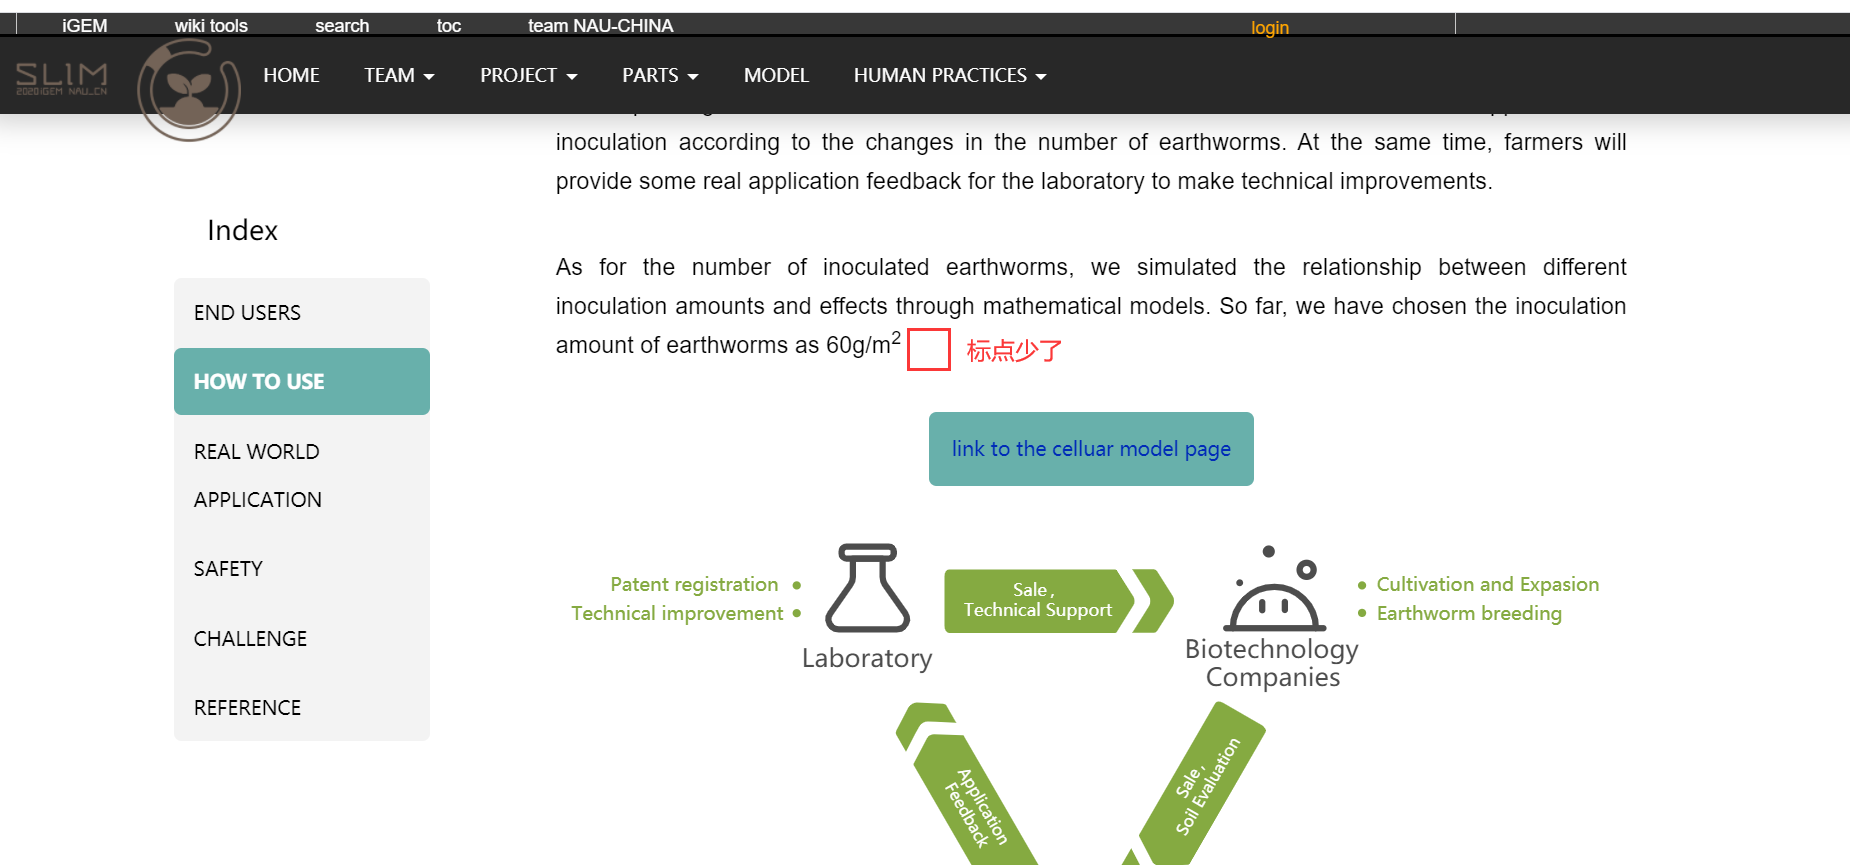 iGEM wiki tools search toc team NAU-CHINA login
SLIM
2020IGEM NAU_CN
HOME TEAM PROJECT PARTS MODEL HUMAN PRACTICES
inoculation according to the changes in the number of earthworms. At the same time, farmers will
provide some real application feedback for the laboratory to make technical improvements.
Index
END USERS
HOW TO USE
REAL WORLD
APPLICATION
SAFETY
CHALLENGE
REFERENCE
As for the number of inoculated earthworms, we simulated the relationship between different
inoculation amounts and effects through mathematical models. So far, we have chosen the inoculation
amount of earthworms as 60g/m² 标点少了
link to the celluar model page
Patent registration
Technical improvement
Laboratory
Sale ,
Technical Support
Biotechnology
Companies
Cultivation and Expasion
Earthworm breeding
Application
Feedback
Sale ,
Soil Evaluation